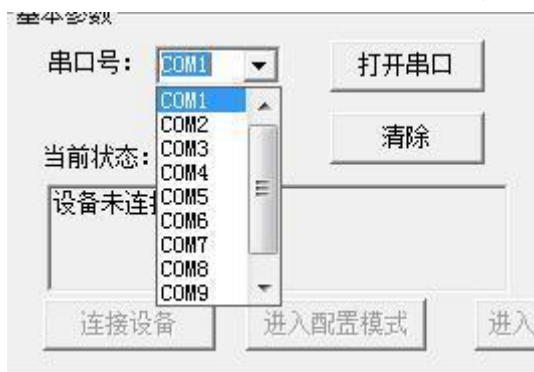 基本参数
串口号： COM1 打开串口
COM1
COM2
清除
COM3
当前状态：
COM4
设备未连
COM5
COM6
COM7
COM8
COM9
连接设备 进入配置模式 进入